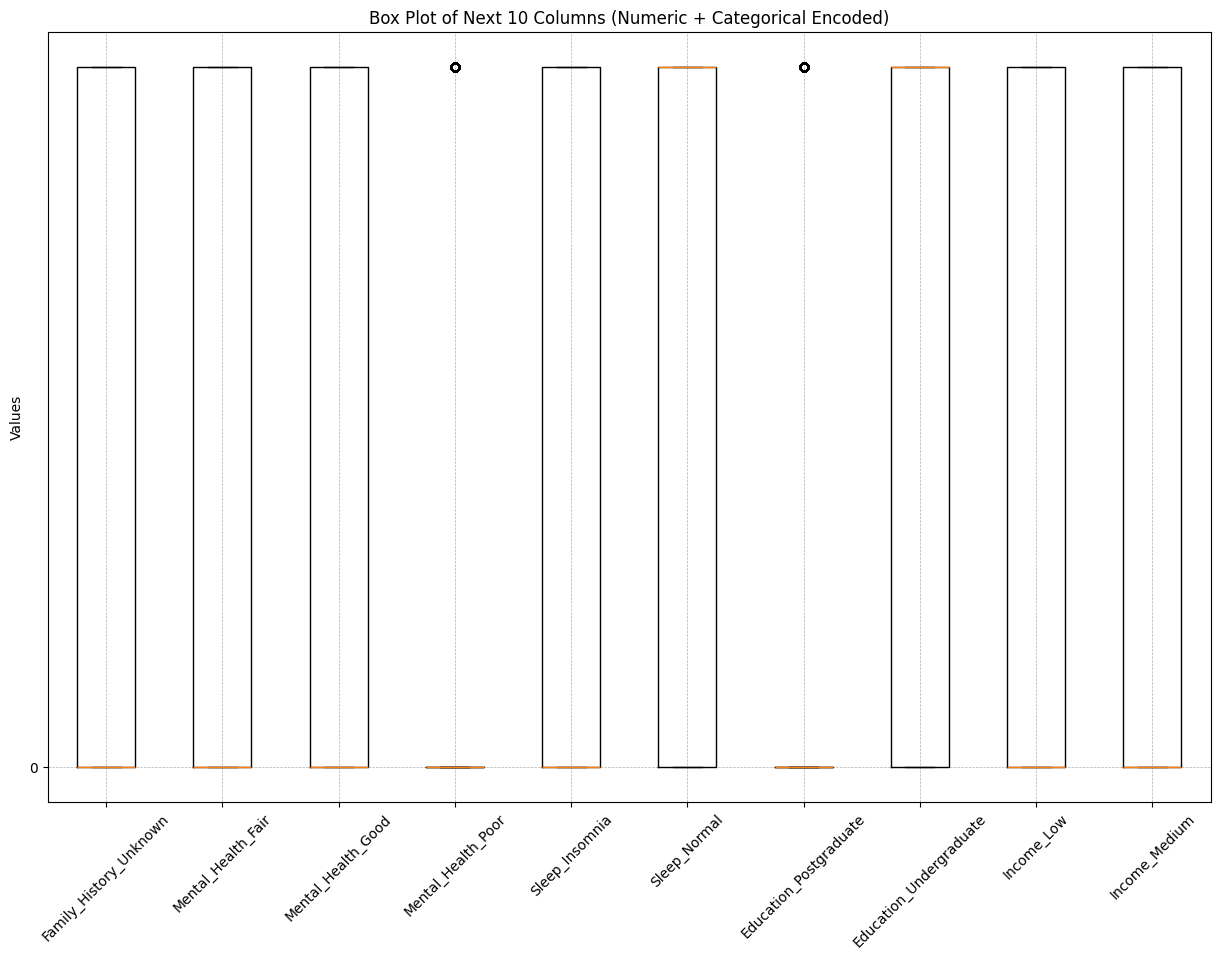 Box Plot of Next 10 Columns (Numeric + Categorical Encoded)
Values
0
Family_History_Unknown
Mental_Health_Fair
Mental_Health_Good
Mental_Health_Poor
Sleep_Insomnia
Sleep_Normal
Education_Postgraduate
Education_Undergraduate
Income_Low
Income_Medium